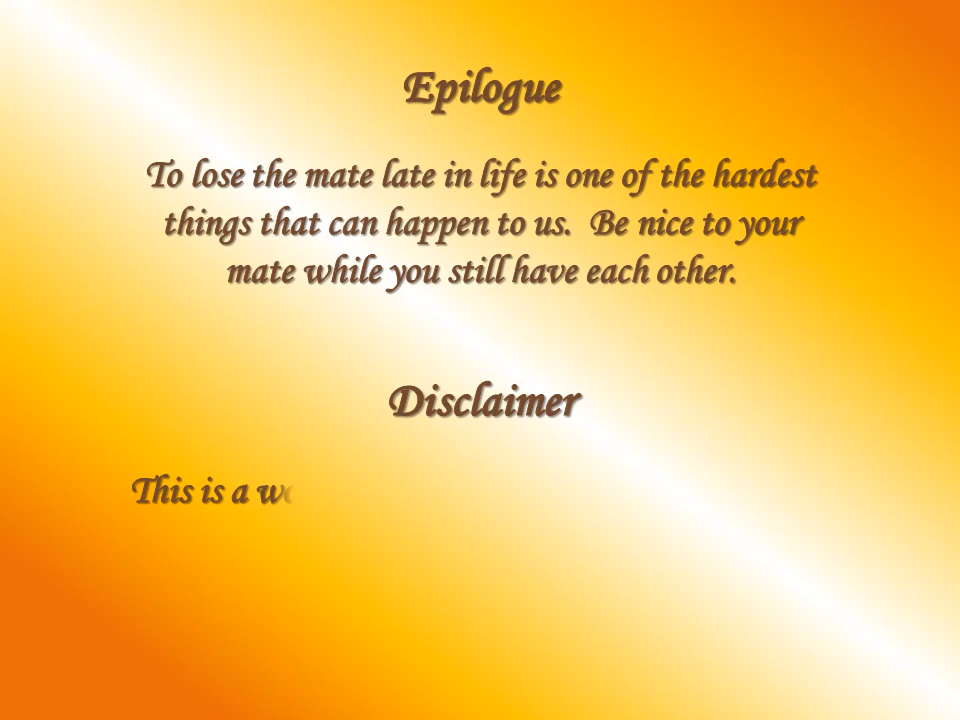 Epilogue
To lose the mate late in life is one of the hardest
things that can happen to us.  Be nice to your
mate while you still have each other.
Disclaimer
This is a